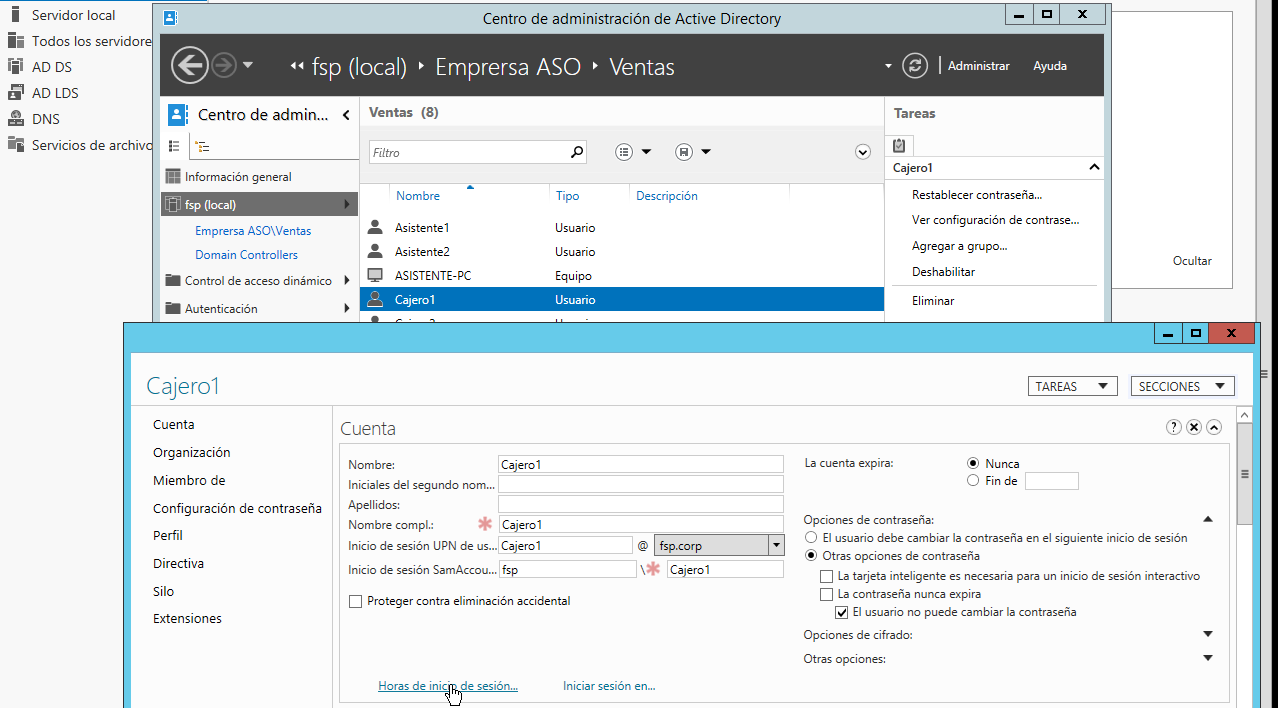 Servidor local
Todos los servidore
AD DS
AD LDS
DNS
Servicios de archivo
Centro de administración de Active Directory
fsp (local) Emprersa ASO Ventas
Administrar Ayuda
Centro de admin...
Información general
fsp (local)
Emprersa ASO\Ventas
Domain Controllers
Control de acceso dinámico
Autenticación
Ventas (8)
Filtro
Nombre Tipo Descripción
Asistente1 Usuario
Asistente2 Usuario
ASISTENTE-PC Equipo
Cajero1 Usuario
Tareas
Cajero1
Restablecer contraseña...
Ver configuración de contrase...
Agregar a grupo...
Deshabilitar
Eliminar
Ocultar
Cajero1
TAREAS SECCIONES
Cuenta
Organización
Miembro de
Configuración de contraseña
Perfil
Directiva
Silo
Extensiones
Cuenta
Nombre: Cajero1
Iniciales del segundo nom...
Apellidos:
Nombre compl.: Cajero1
Inicio de sesión UPN de us... Cajero1 @ fsp.corp
Inicio de sesión SamAccou... fsp \ Cajero1
Proteger contra eliminación accidental
Horas de inicio de sesión... Iniciar sesión en...
La cuenta expira: Nunca
Fin de
Opciones de contraseña:
El usuario debe cambiar la contraseña en el siguiente inicio de sesión
Otras opciones de contraseña
La tarjeta inteligente es necesaria para un inicio de sesión interactivo
La contraseña nunca expira
El usuario no puede cambiar la contraseña
Opciones de cifrado:
Otras opciones: